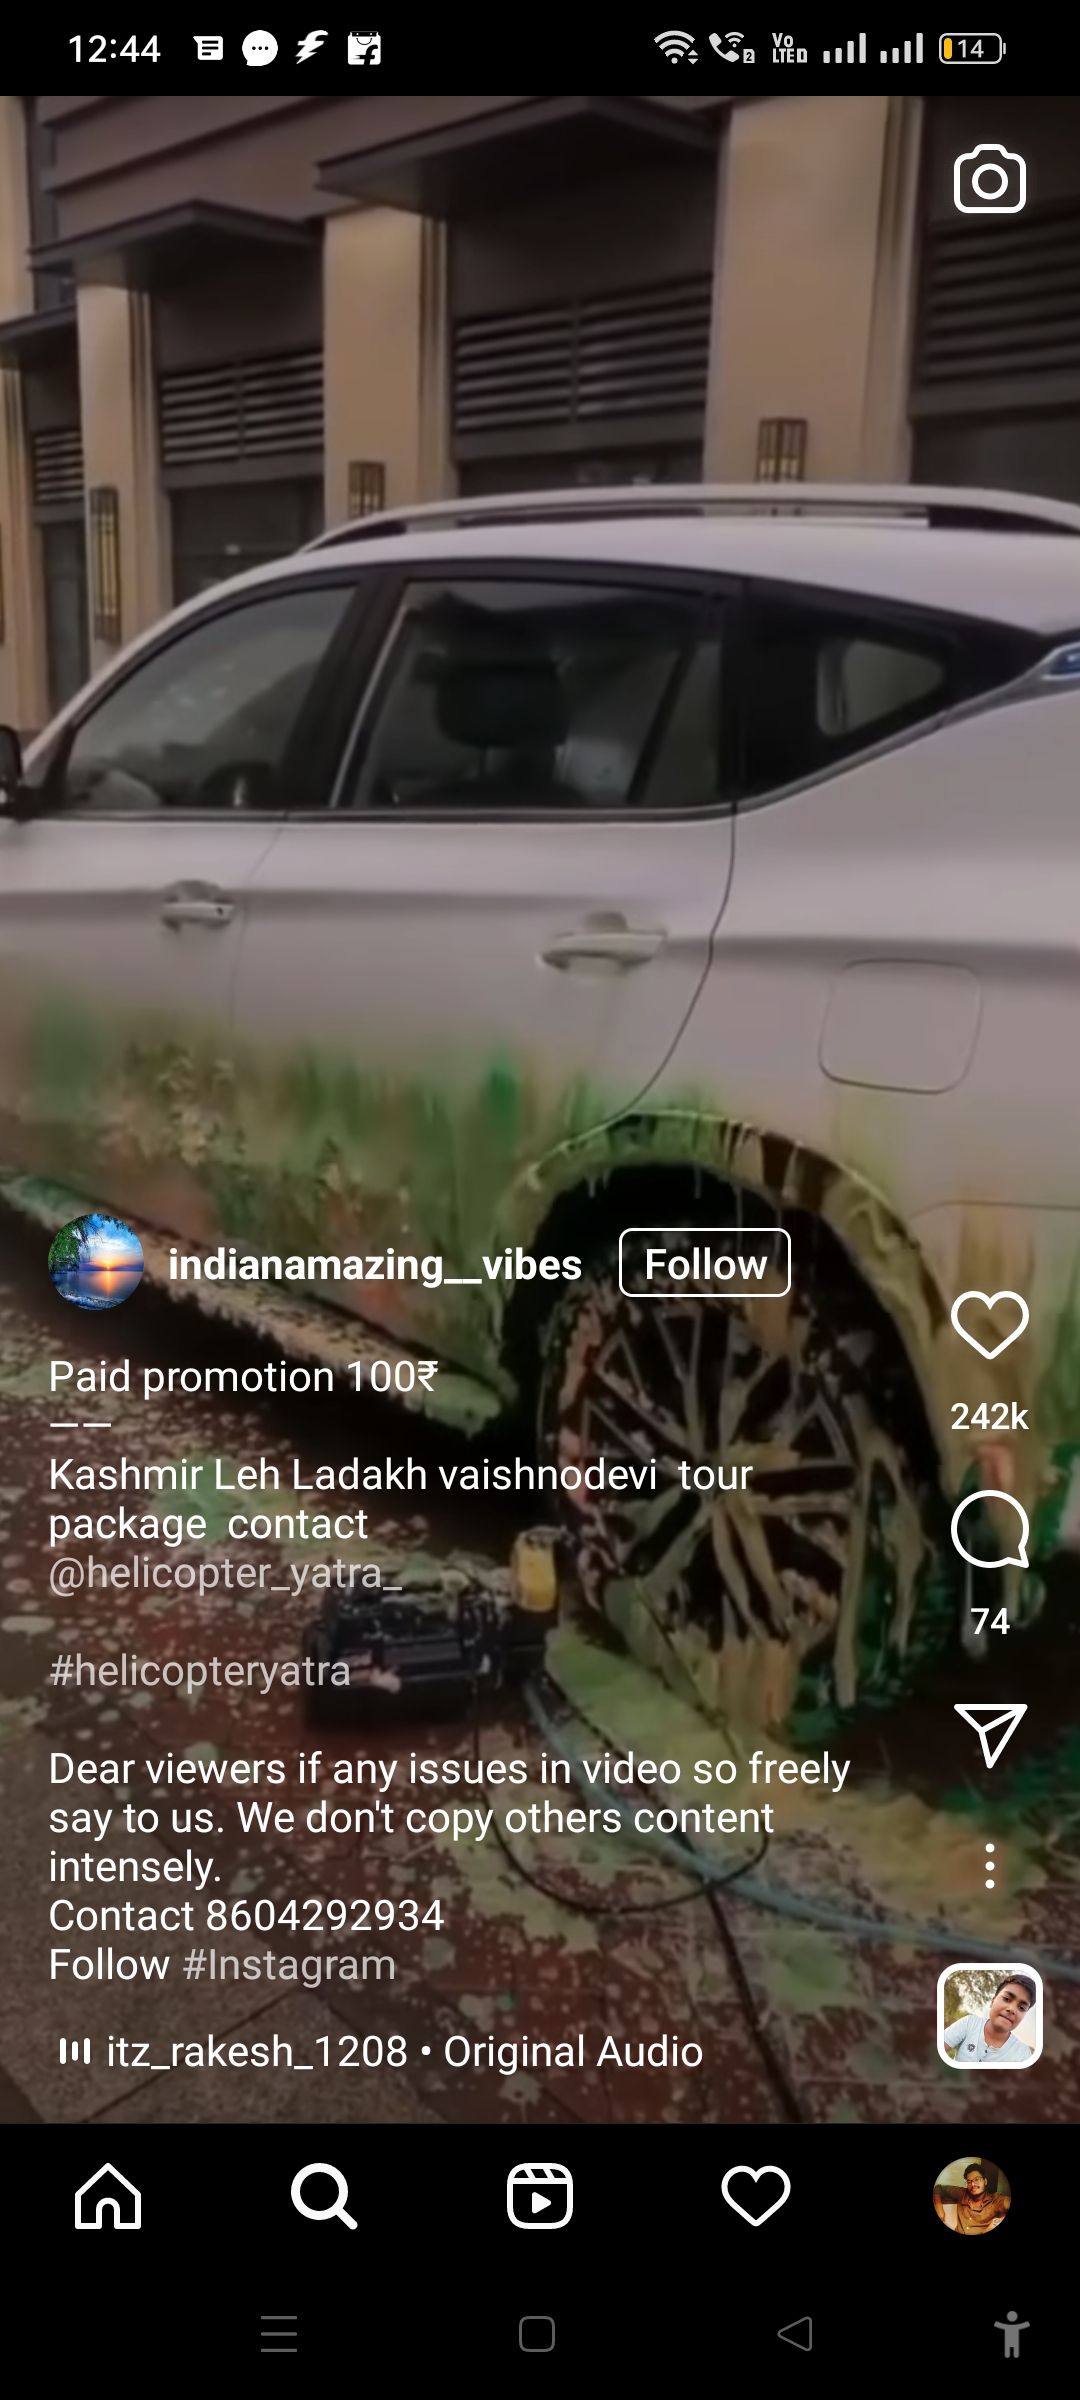 12:44
2
Vo
LTED
14
indianamazing__vibes
Follow
Paid promotion 100₹
——
Kashmir Leh Ladakh vaishnodevi  tour
package  contact
@helicopter_yatra_
#helicopteryatra
Dear viewers if any issues in video so freely
say to us. We don't copy others content
intensely.
Contact 8604292934
Follow #Instagram
itz_rakesh_1208 • Original Audio
242k
74